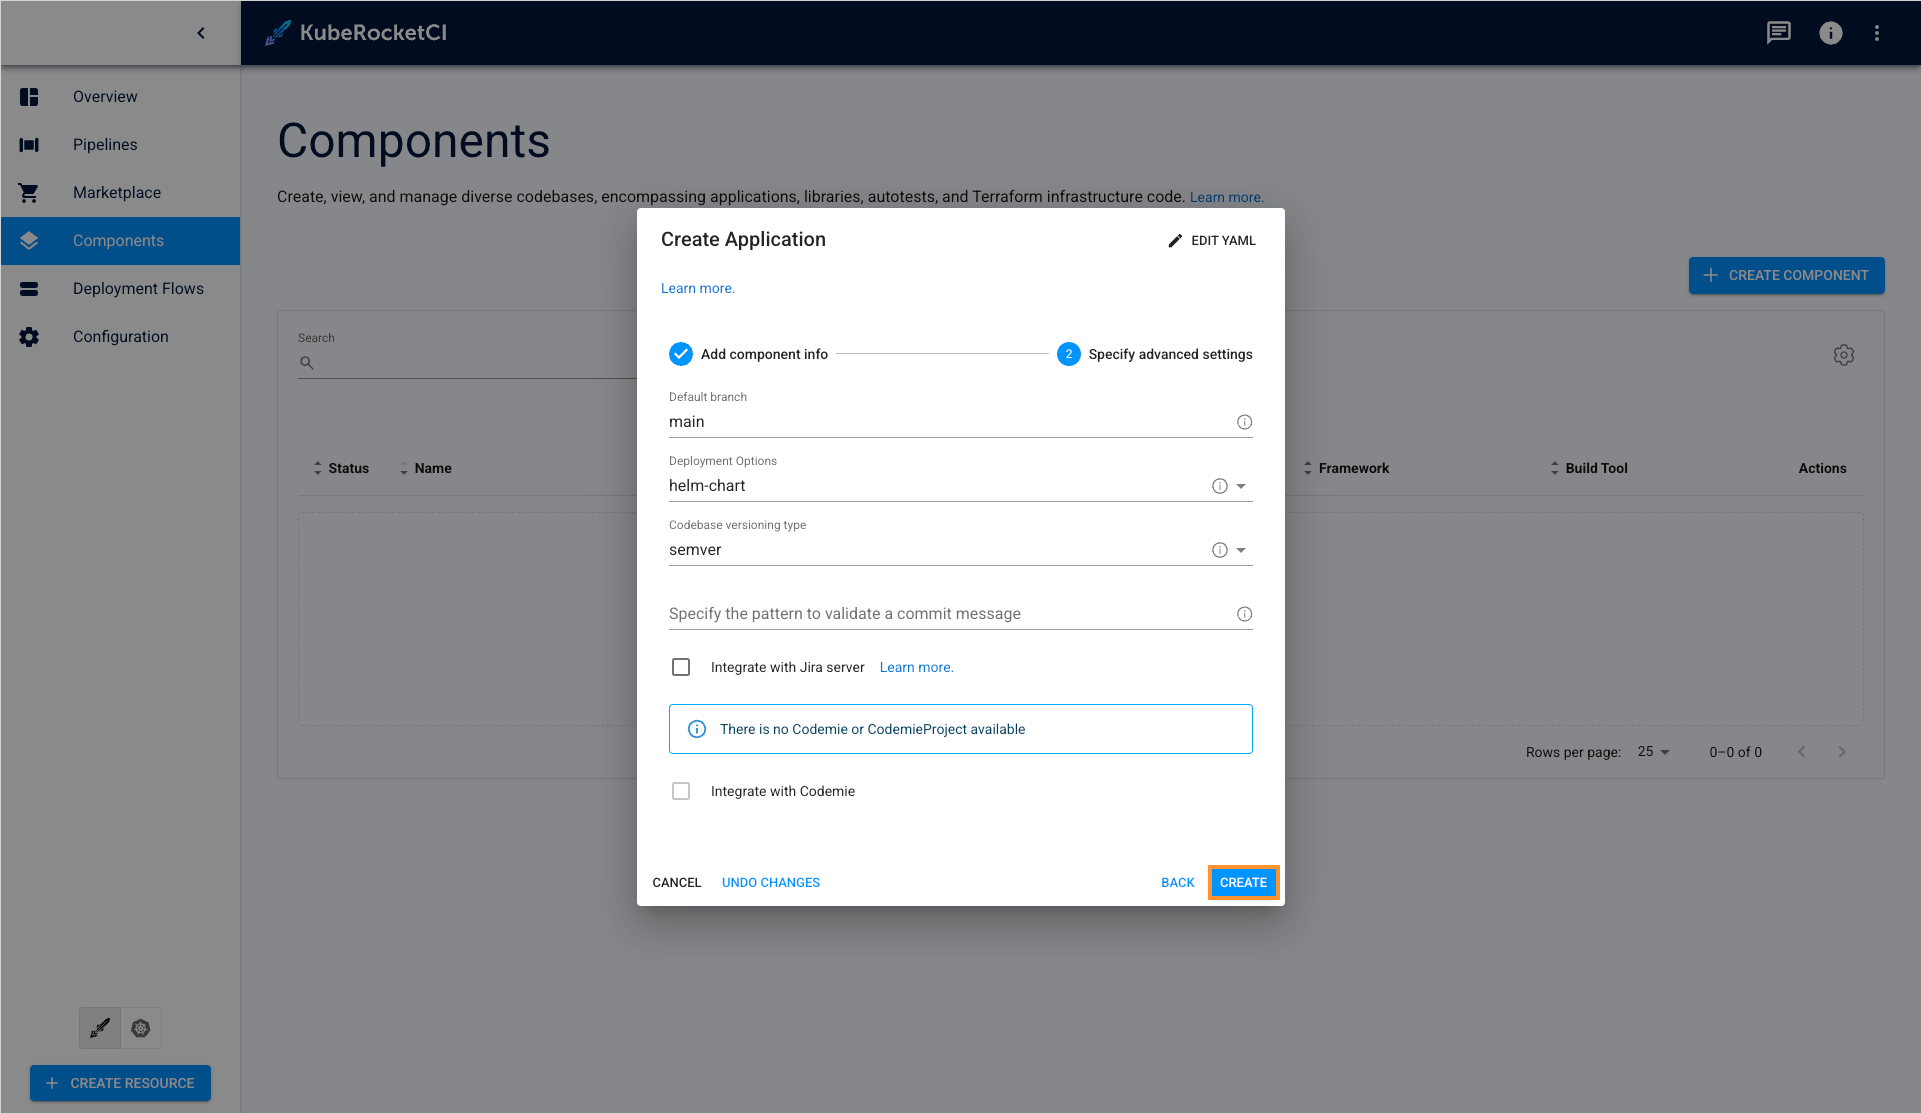 KubeRocketCI
Overview
Pipelines
Marketplace
Components
Deployment Flows
Configuration
CREATE RESOURCE
Components
Create, view, and manage diverse codebases, encompassing applications, libraries, autotests, and Terraform infrastructure code. Learn more.
CREATE COMPONENT
Search
Status Name Framework Build Tool Actions
Rows per page: 25 0–0 of 0
Create Application
EDIT YAML
Learn more.
Add component info
2 Specify advanced settings
Default branch
main
Deployment Options
helm-chart
Codebase versioning type
semver
Specify the pattern to validate a commit message
Integrate with Jira server Learn more.
There is no Codemie or CodemieProject available
Integrate with Codemie
CANCEL UNDO CHANGES BACK CREATE